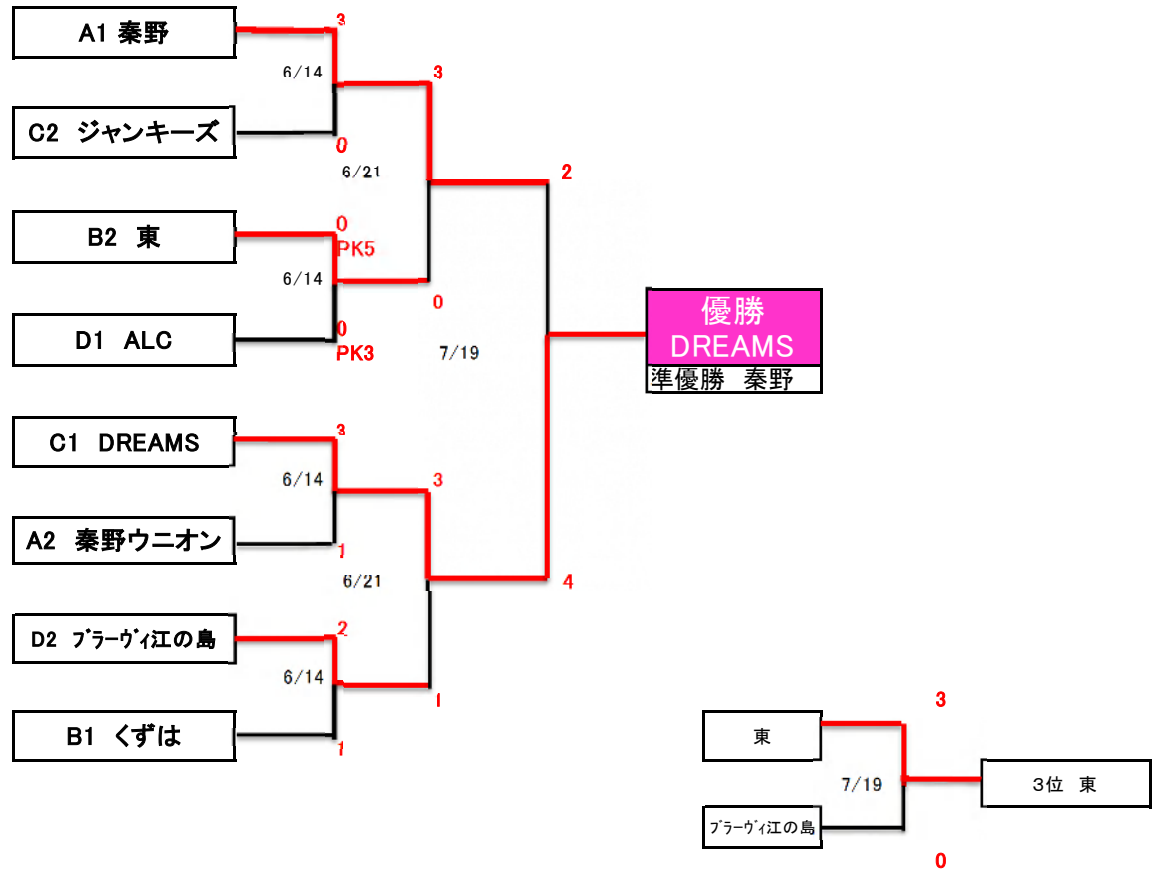 A1 秦野
3
6/14
3
C2 ジャンキーズ
0
6/21
2
B2 東
0
PK5
6/14
0
D1 ALC
0
PK3
7/19
優勝
DREAMS
準優勝 秦野
C1 DREAMS
3
6/14
3
A2 秦野ウニオン
1
6/21
4
D2 ﾌﾞﾗｰｳﾞｨ江の島
2
6/14
1
B1 くずは
1
3
東
7/19
3位 東
ﾌﾞﾗｰｳﾞｨ江の島
0